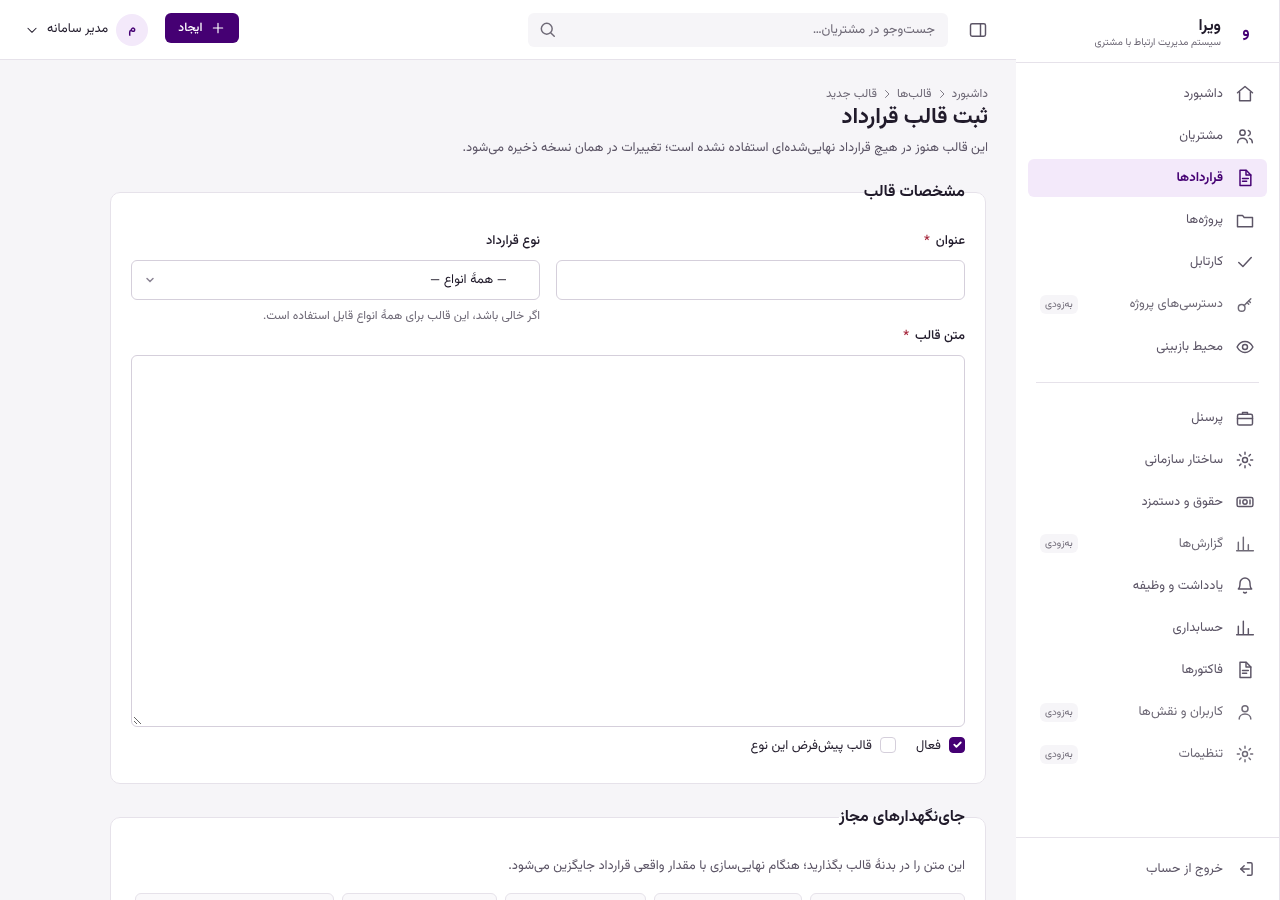 و
ویرا
سیستم مدیریت ارتباط با مشتری
داشبورد
مشتریان
قراردادها
پروژه‌ها
کارتابل
دسترسی‌های پروژه
به‌زودی
محیط بازبینی
پرسنل
ساختار سازمانی
حقوق و دستمزد
گزارش‌ها
به‌زودی
یادداشت و وظیفه
حسابداری
فاکتورها
کاربران و نقش‌ها
به‌زودی
تنظیمات
به‌زودی
خروج از حساب
جست‌وجو در مشتریان…
ایجاد
م
مدیر سامانه
داشبورد
قالب‌ها
قالب جدید
ثبت قالب قرارداد
این قالب هنوز در هیچ قرارداد نهایی‌شده‌ای استفاده نشده است؛ تغییرات در همان نسخه ذخیره می‌شود.
مشخصات قالب
عنوان *
نوع قرارداد
— همهٔ انواع —
اگر خالی باشد، این قالب برای همهٔ انواع قابل استفاده است.
متن قالب *
فعال
قالب پیش‌فرض این نوع
جای‌نگهدارهای مجاز
این متن را در بدنهٔ قالب بگذارید؛ هنگام نهایی‌سازی با مقدار واقعی قرارداد جایگزین می‌شود.